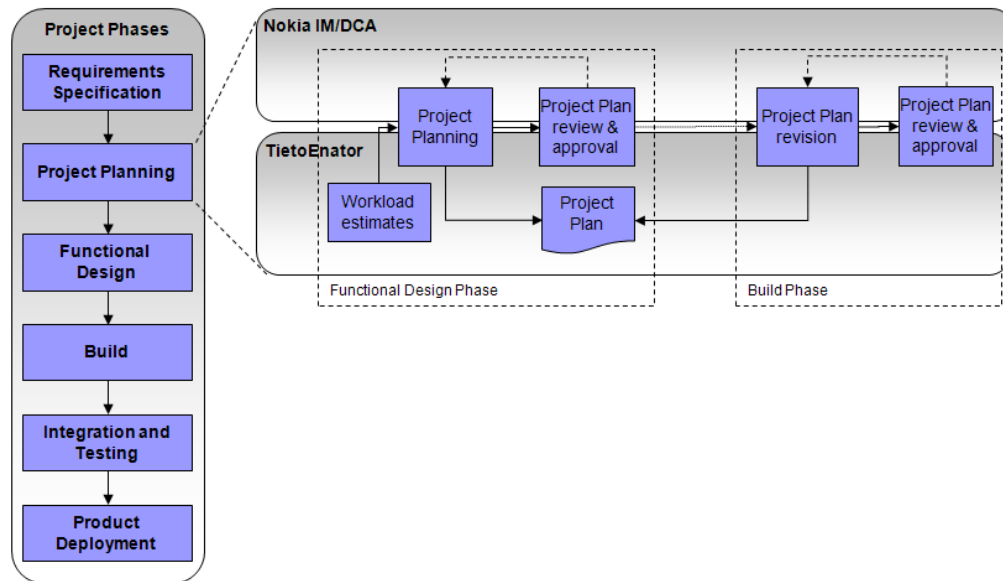 Project Phases
Requirements
Specification
Project Planning
Functional
Design
Build
Integration and
Testing
Product
Deployment
Nokia IM/DCA
Project
Planning
Project Plan
review &
approval
Project Plan
revision
Project Plan
review &
approval
TietoEnator
Workload
estimates
Project
Plan
Functional Design Phase
Build Phase